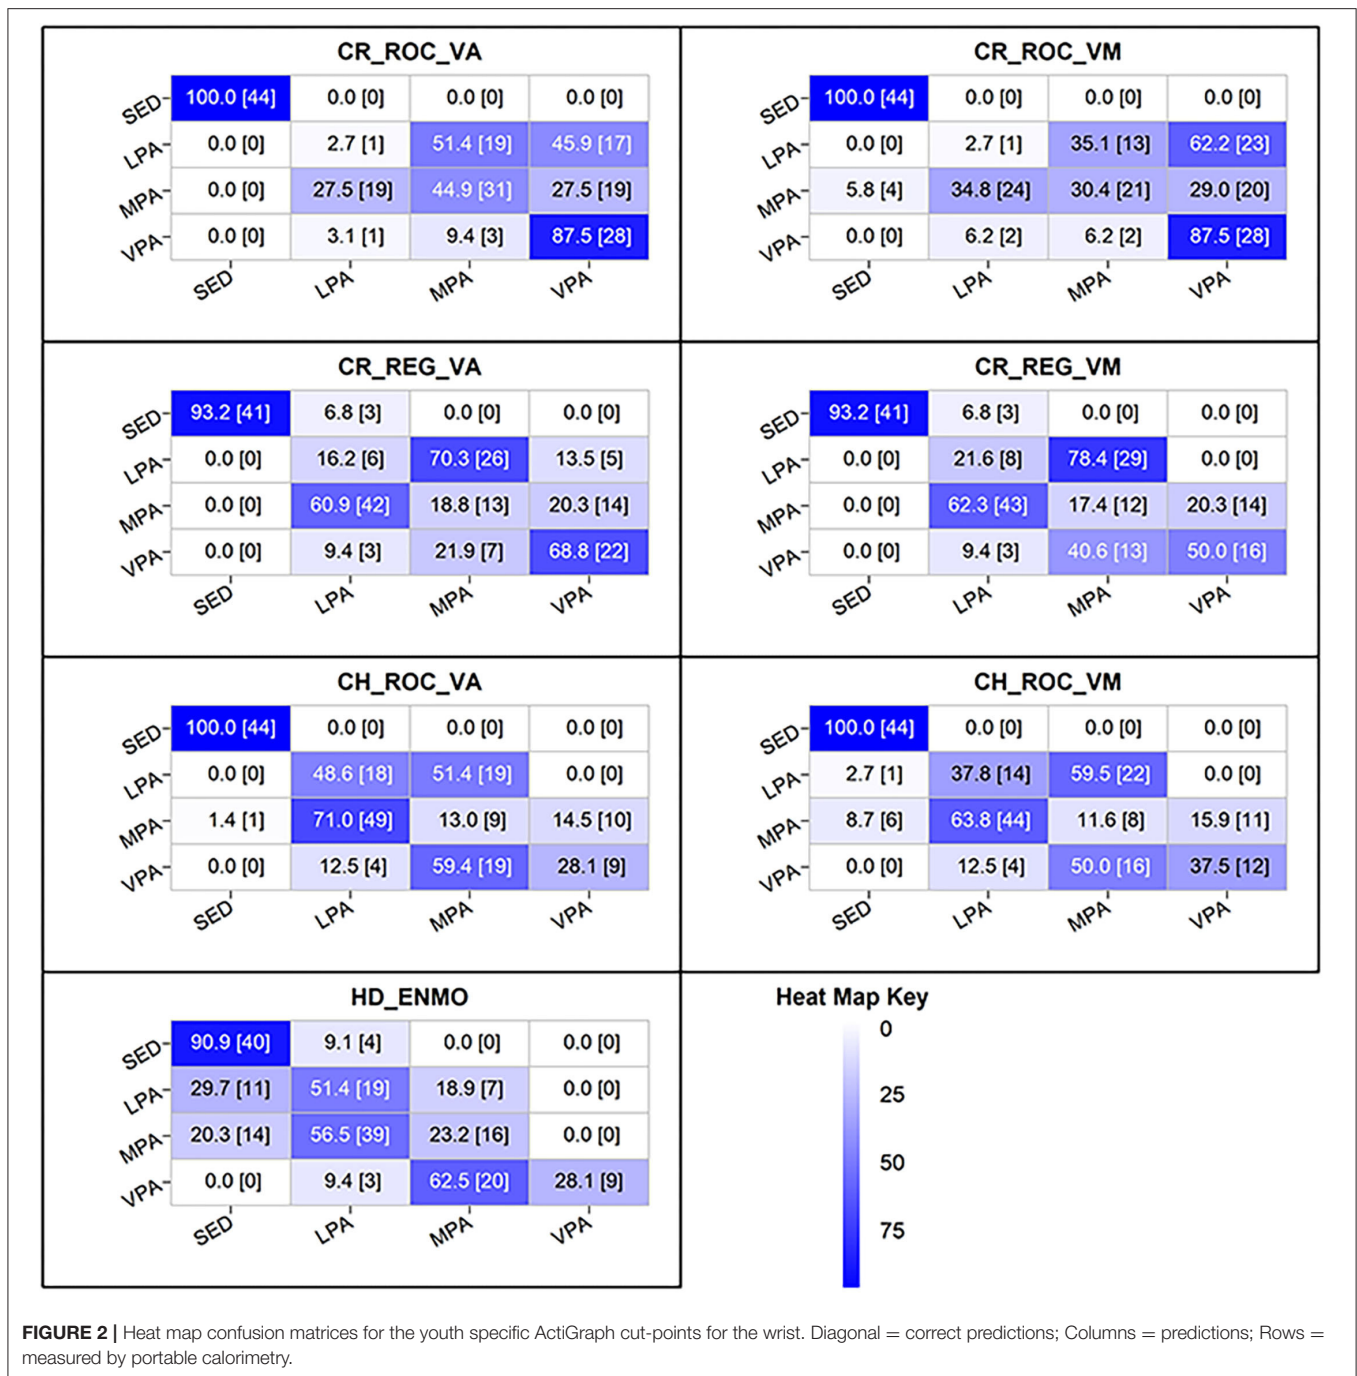 CR_ROC_VA
SED 100.0 [44] 0.0 [0] 0.0 [0] 0.0 [0]
LPA 0.0 [0] 2.7 [1] 51.4 [19] 45.9 [17]
MPA 0.0 [0] 27.5 [19] 44.9 [31] 27.5 [19]
VPA 0.0 [0] 3.1 [1] 9.4 [3] 87.5 [28]
SED LPA MPA VPA
CR_ROC_VM
SED 100.0 [44] 0.0 [0] 0.0 [0] 0.0 [0]
LPA 0.0 [0] 2.7 [1] 35.1 [13] 62.2 [23]
MPA 5.8 [4] 34.8 [24] 30.4 [21] 29.0 [20]
VPA 0.0 [0] 6.2 [2] 6.2 [2] 87.5 [28]
SED LPA MPA VPA
CR_REG_VA
SED 93.2 [41] 6.8 [3] 0.0 [0] 0.0 [0]
LPA 0.0 [0] 16.2 [6] 70.3 [26] 13.5 [5]
MPA 0.0 [0] 60.9 [42] 18.8 [13] 20.3 [14]
VPA 0.0 [0] 9.4 [3] 21.9 [7] 68.8 [22]
SED LPA MPA VPA
CR_REG_VM
SED 93.2 [41] 6.8 [3] 0.0 [0] 0.0 [0]
LPA 0.0 [0] 21.6 [8] 78.4 [29] 0.0 [0]
MPA 0.0 [0] 62.3 [43] 17.4 [12] 20.3 [14]
VPA 0.0 [0] 9.4 [3] 40.6 [13] 50.0 [16]
SED LPA MPA VPA
CH_ROC_VA
SED 100.0 [44] 0.0 [0] 0.0 [0] 0.0 [0]
LPA 0.0 [0] 48.6 [18] 51.4 [19] 0.0 [0]
MPA 1.4 [1] 71.0 [49] 13.0 [9] 14.5 [10]
VPA 0.0 [0] 12.5 [4] 59.4 [19] 28.1 [9]
SED LPA MPA VPA
CH_ROC_VM
SED 100.0 [44] 0.0 [0] 0.0 [0] 0.0 [0]
LPA 2.7 [1] 37.8 [14] 59.5 [22] 0.0 [0]
MPA 8.7 [6] 63.8 [44] 11.6 [8] 15.9 [11]
VPA 0.0 [0] 12.5 [4] 50.0 [16] 37.5 [12]
SED LPA MPA VPA
HD_ENMO
SED 90.9 [40] 9.1 [4] 0.0 [0] 0.0 [0]
LPA 29.7 [11] 51.4 [19] 18.9 [7] 0.0 [0]
MPA 20.3 [14] 56.5 [39] 23.2 [16] 0.0 [0]
VPA 0.0 [0] 9.4 [3] 62.5 [20] 28.1 [9]
SED LPA MPA VPA
Heat Map Key
0
25
50
75
FIGURE 2 | Heat map confusion matrices for the youth specific ActiGraph cut-points for the wrist. Diagonal = correct predictions; Columns = predictions; Rows =
measured by portable calorimetry.